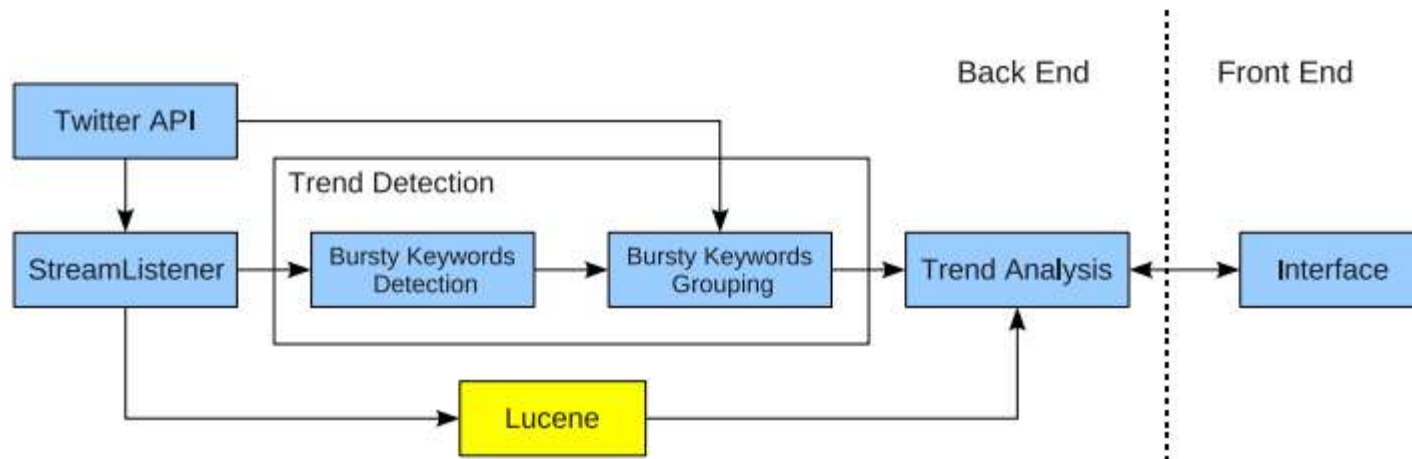 Back End
Front End
Twitter API
Trend Detection
StreamListener
Bursty Keywords
Detection
Bursty Keywords
Grouping
Trend Analysis
Interface
Lucene